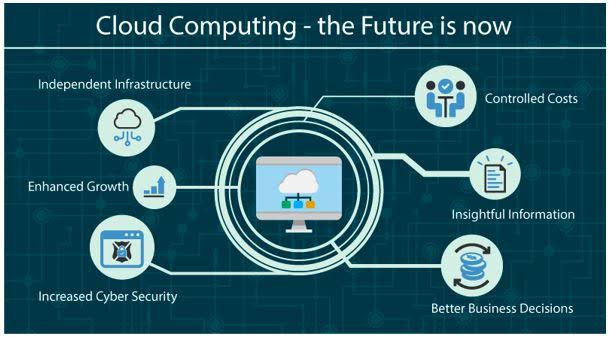 Cloud Computing - the Future is now
Independent Infrastructure
Controlled Costs
Enhanced Growth
Insightful Information
Increased Cyber Security
Better Business Decisions